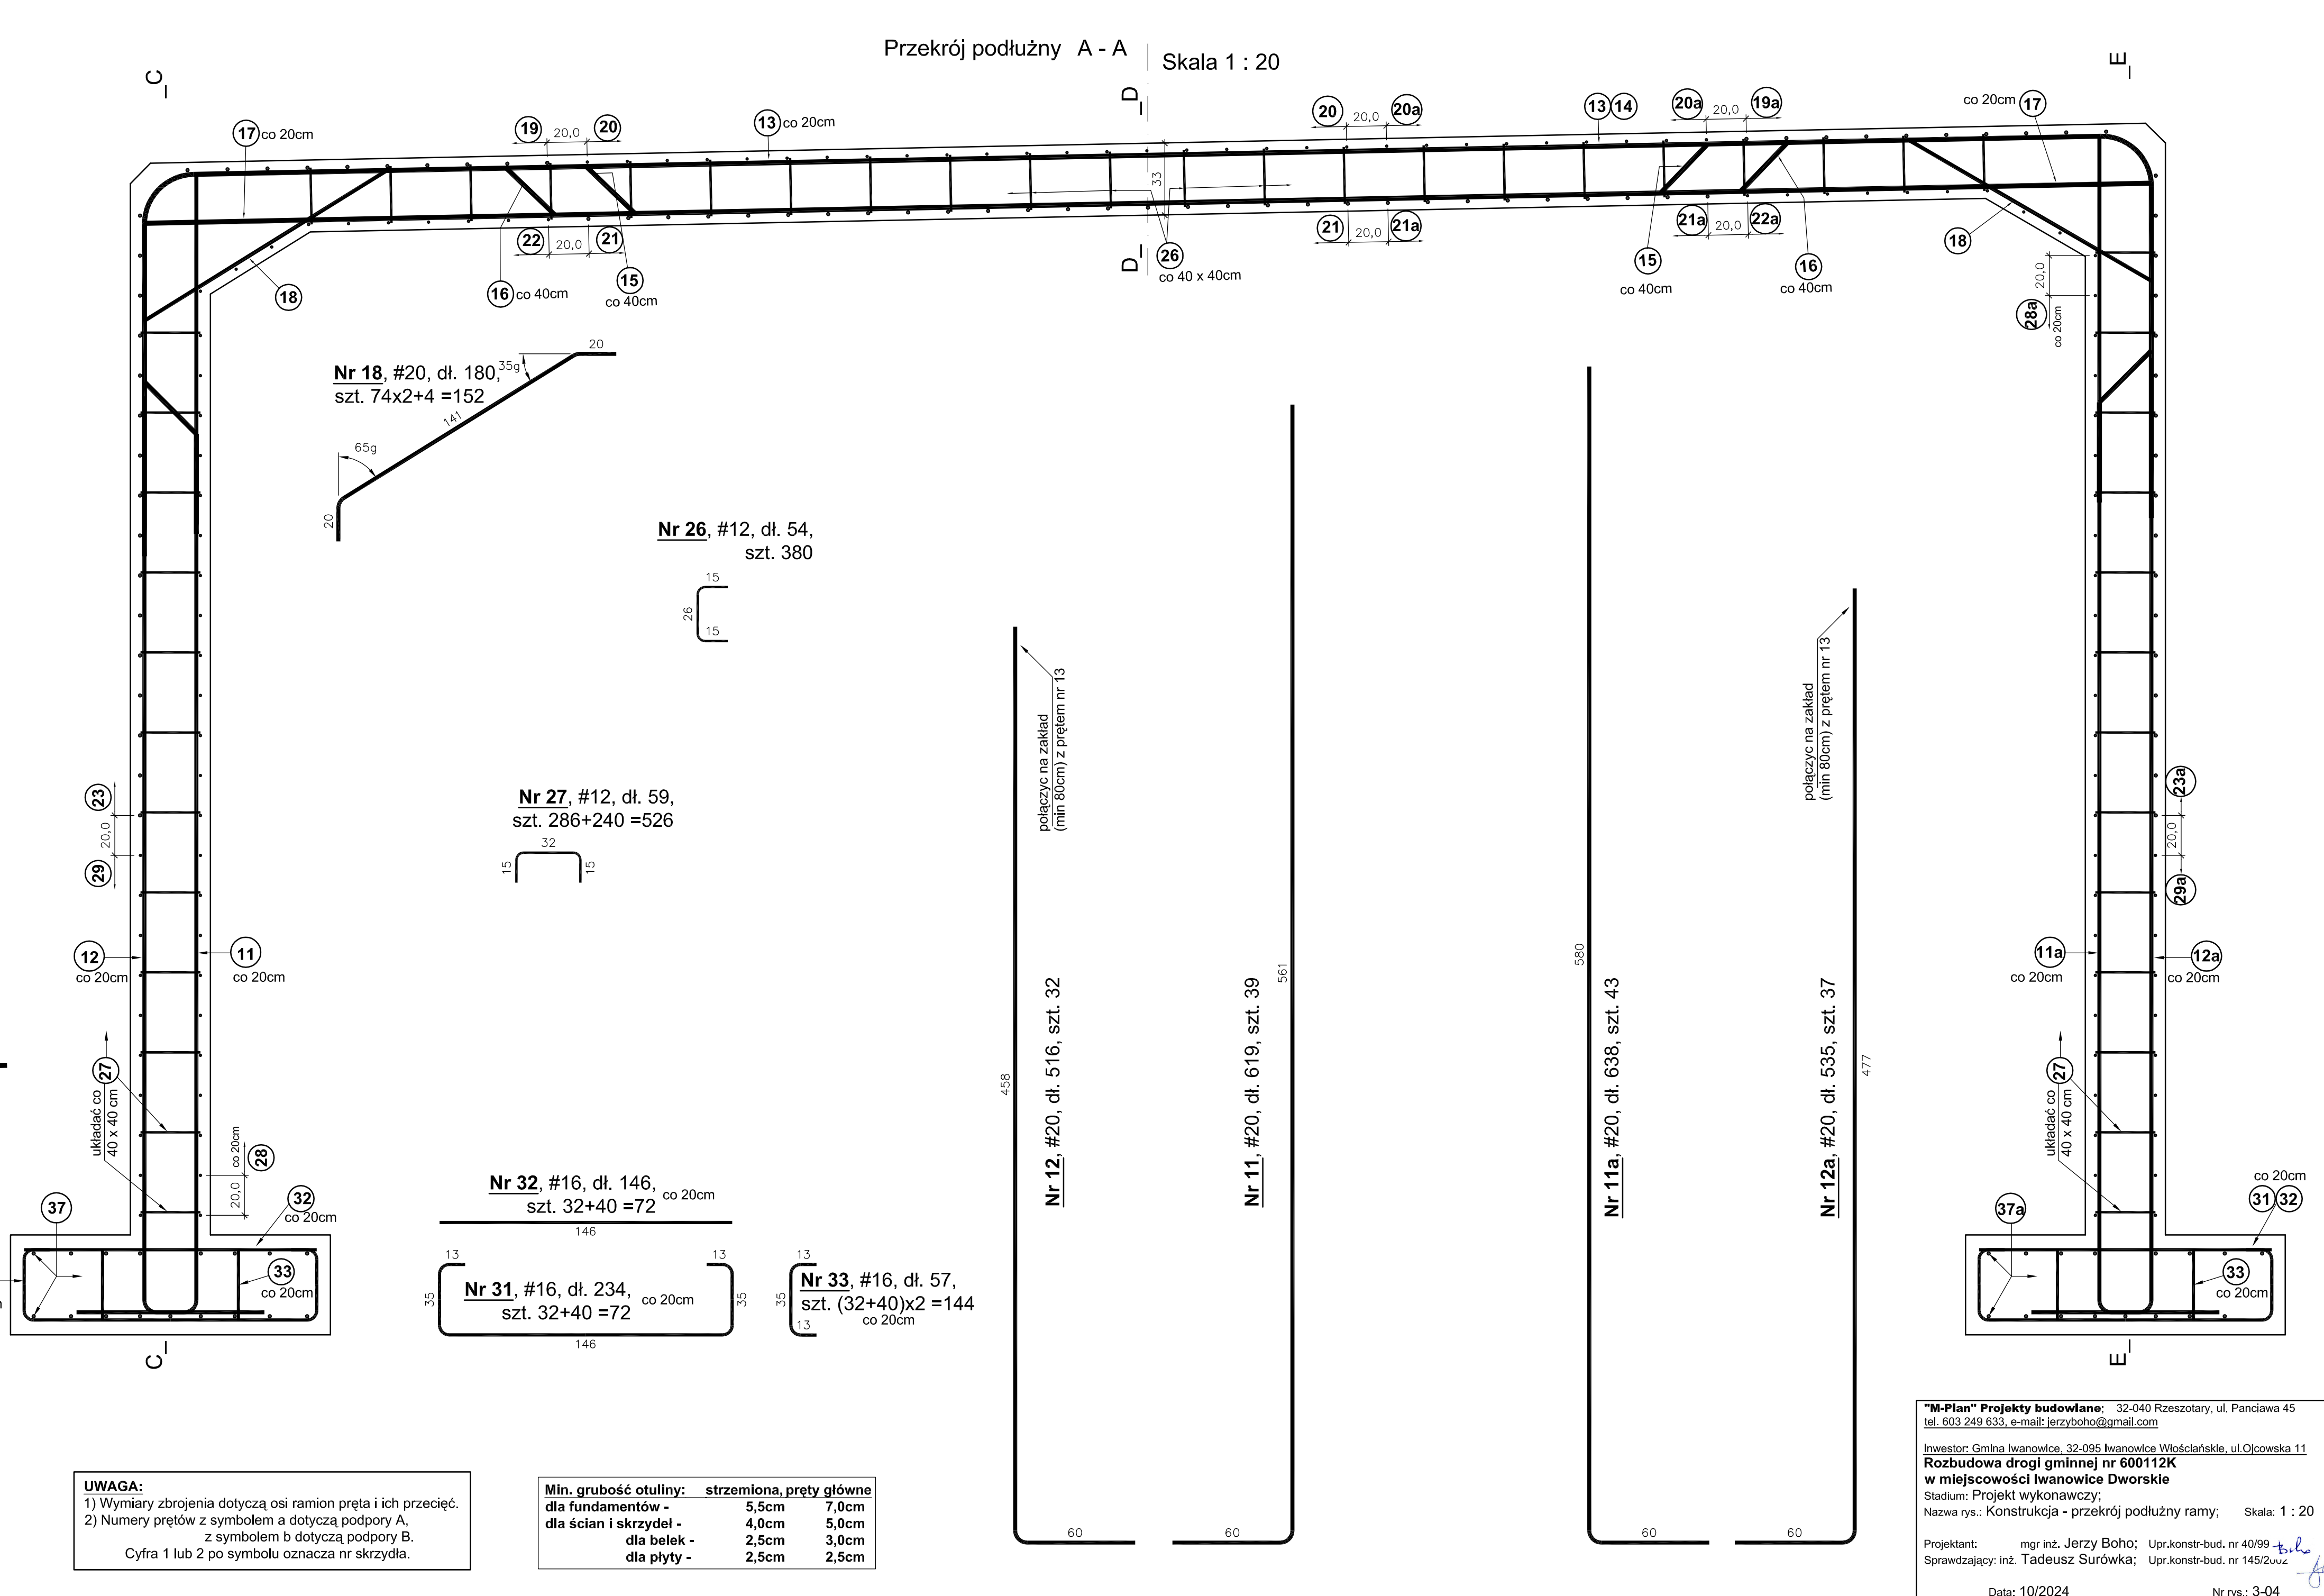 Przekrój podłużny A - A
Skala 1 : 20
C
D
E
17 co 20cm
19 20,0 20
13 co 20cm
20 20,0 20a
13 14
20a 20,0 19a
co 20cm 17
33
22 20,0 21
16 co 40cm
15
co 40cm
18
D
26
co 40 x 40cm
21 20,0 21a
15
co 40cm
21a 20,0 22a
16
co 40cm
18
20,0
28a
co 20cm
Nr 18, #20, dł. 180,
szt. 74x2+4 =152
20
35g
141
65g
20
Nr 26, #12, dł. 54,
szt. 380
15
26
15
Nr 27, #12, dł. 59,
szt. 286+240 =526
32
15
15
połączyc na zakład
(min 80cm) z prętem nr 13
połączyc na zakład
(min 80cm) z prętem nr 13
23
20,0
29
23a
20,0
29a
12
co 20cm
11
co 20cm
11a
co 20cm
12a
co 20cm
458
Nr 12, #20, dł. 516, szt. 32
60
561
Nr 11, #20, dł. 619, szt. 39
60
580
Nr 11a, #20, dł. 638, szt. 43
60
477
Nr 12a, #20, dł. 535, szt. 37
60
27
układać co
40 x 40 cm
co 20cm
28
20,0
27
układać co
40 x 40 cm
37
32
co 20cm
33
co 20cm
37a
co 20cm
31 32
33
co 20cm
Nr 32, #16, dł. 146, co 20cm
szt. 32+40 =72
146
13
13
35
Nr 31, #16, dł. 234, co 20cm
szt. 32+40 =72
35
146
13
35
Nr 33, #16, dł. 57,
szt. (32+40)x2 =144
co 20cm
13
C
E
UWAGA:
1) Wymiary zbrojenia dotyczą osi ramion pręta i ich przecięć.
2) Numery prętów z symbolem a dotyczą podpory A,
z symbolem b dotyczą podpory B.
Cyfra 1 lub 2 po symbolu oznacza nr skrzydła.
Min. grubość otuliny: strzemiona, pręty główne
dla fundamentów - 5,5cm 7,0cm
dla ścian i skrzydeł - 4,0cm 5,0cm
dla belek - 2,5cm 3,0cm
dla płyty - 2,5cm 2,5cm
"M-Plan" Projekty budowlane; 32-040 Rzeszotary, ul. Panciawa 45
tel. 603 249 633, e-mail: jerzyboho@gmail.com
Inwestor: Gmina Iwanowice, 32-095 Iwanowice Włościańskie, ul.Ojcowska 11
Rozbudowa drogi gminnej nr 600112K
w miejscowości Iwanowice Dworskie
Stadium: Projekt wykonawczy;
Nazwa rys.: Konstrukcja - przekrój podłużny ramy; Skala: 1 : 20
Projektant: mgr inż. Jerzy Boho; Upr.konstr-bud. nr 40/99
Sprawdzający: inż. Tadeusz Surówka; Upr.konstr-bud. nr 145/2002
Data: 10/2024 Nr rys.: 3-04